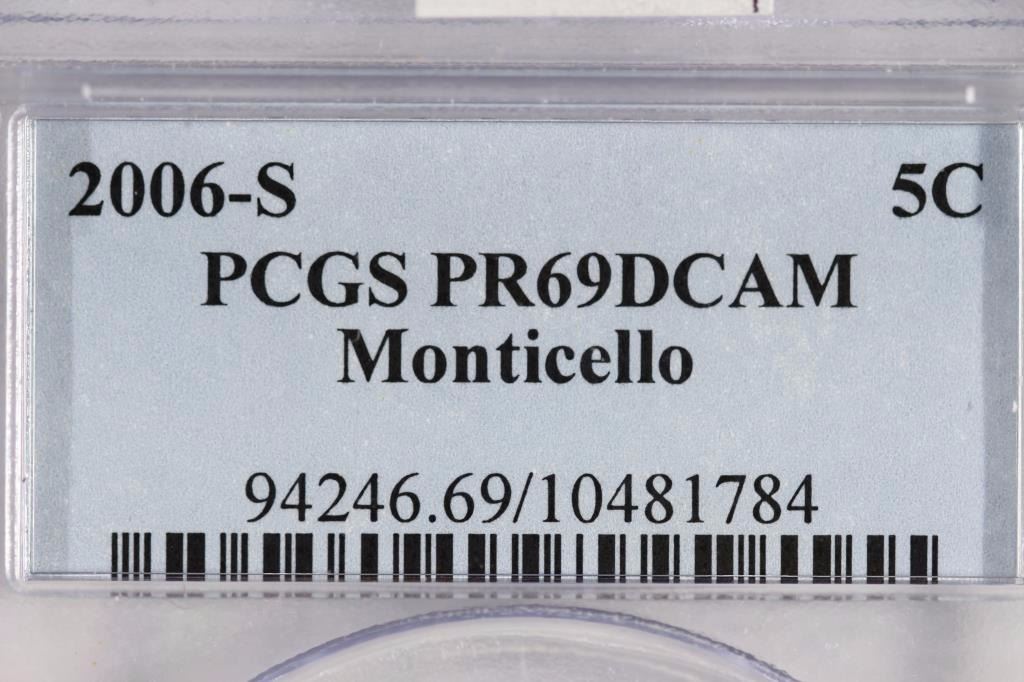 2006-S 5C
PCGS PR69DCAM
Monticello
94246.69/10481784